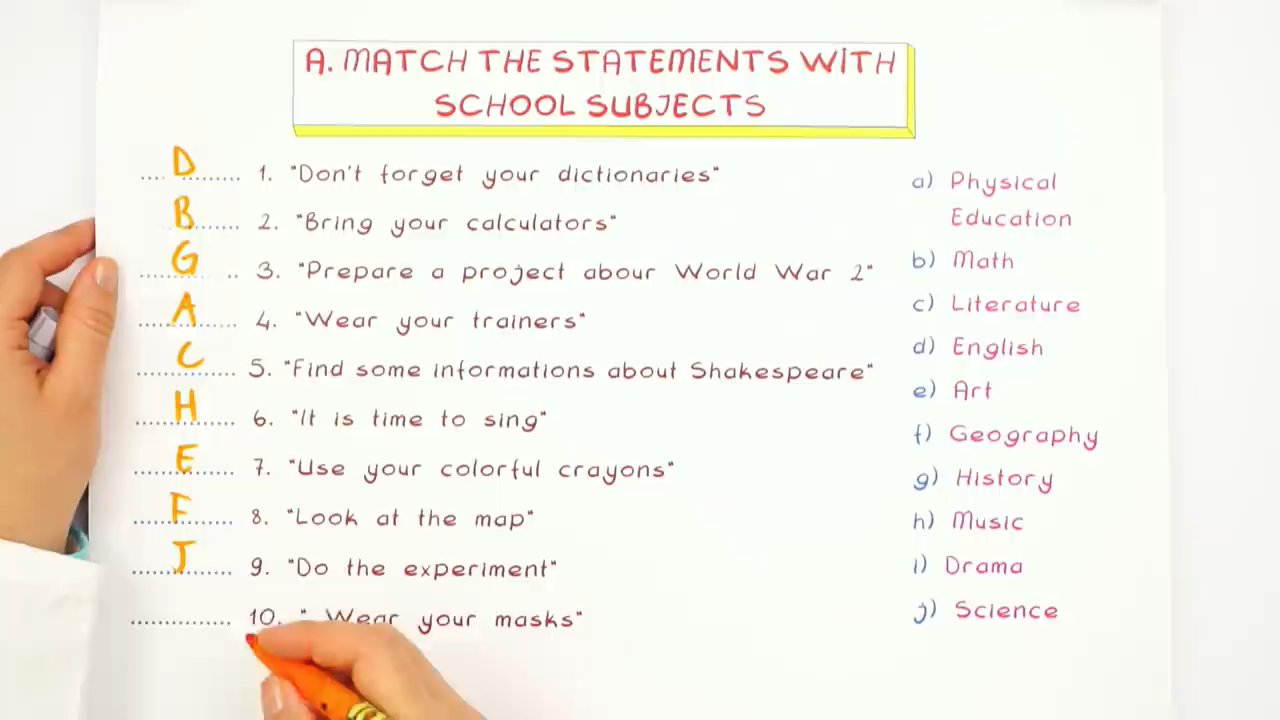 A. MATCH THE STATEMENTS WITH
SCHOOL SUBJECTS
D 1. "Don't forget your dictionaries"
B 2. "Bring your calculators"
G 3. "Prepare a project abour World War 2"
A 4. "Wear your trainers"
C 5. "Find some informations about Shakespeare"
H 6. "It is time to sing"
E 7. "Use your colorful crayons"
F 8. "Look at the map"
J 9. "Do the experiment"
10. " Wear your masks"
a) Physical
Education
b) Math
c) Literature
d) English
e) Art
f) Geography
g) History
h) Music
i) Drama
j) Science